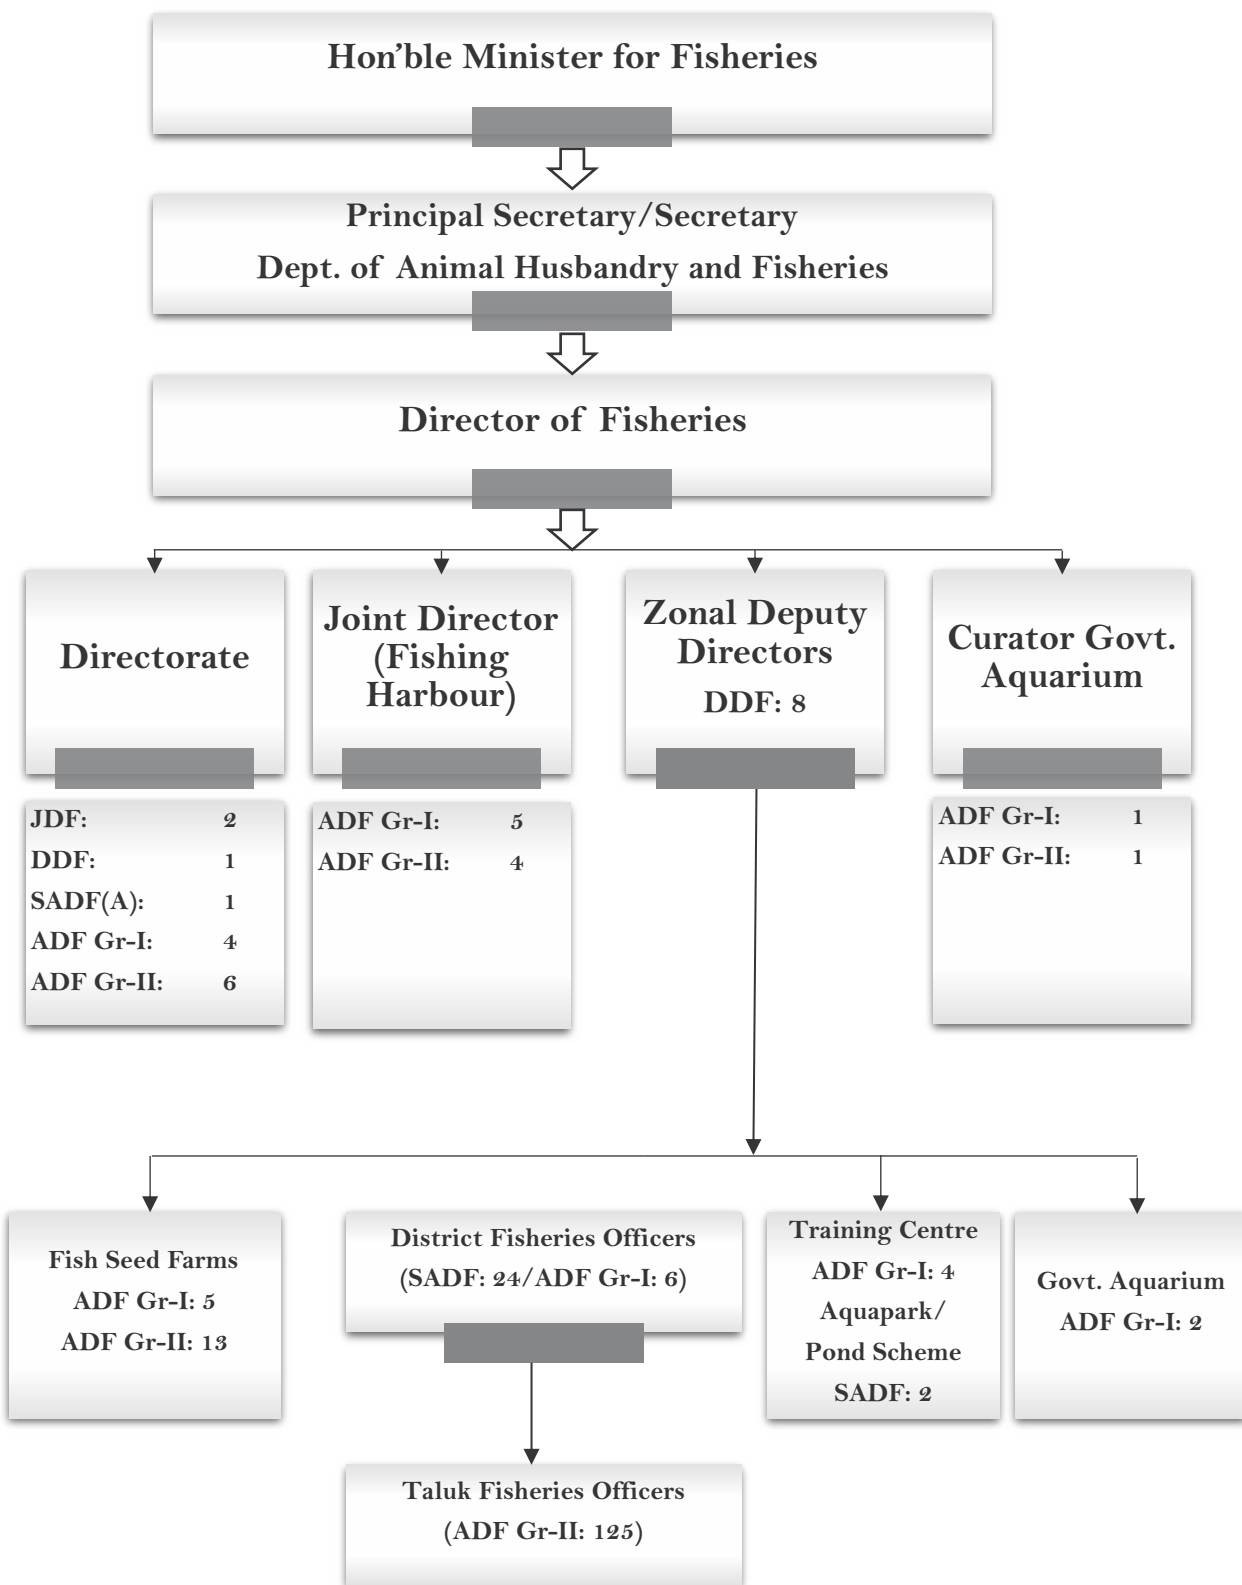 Hon'ble Minister for Fisheries
Principal Secretary/Secretary
Dept. of Animal Husbandry and Fisheries
Director of Fisheries
Directorate
Joint Director
(Fishing
Harbour)
Zonal Deputy
Directors
DDF: 8
Curator Govt.
Aquarium
JDF: 2
DDF: 1
SADF(A): 1
ADF Gr-I: 4
ADF Gr-II: 6
ADF Gr-I: 5
ADF Gr-II: 4
ADF Gr-I: 1
ADF Gr-II: 1
Fish Seed Farms
ADF Gr-I: 5
ADF Gr-II: 13
District Fisheries Officers
(SADF: 24/ADF Gr-I: 6)
Training Centre
ADF Gr-I: 4
Aquapark/
Pond Scheme
SADF: 2
Govt. Aquarium
ADF Gr-I: 2
Taluk Fisheries Officers
(ADF Gr-II: 125)